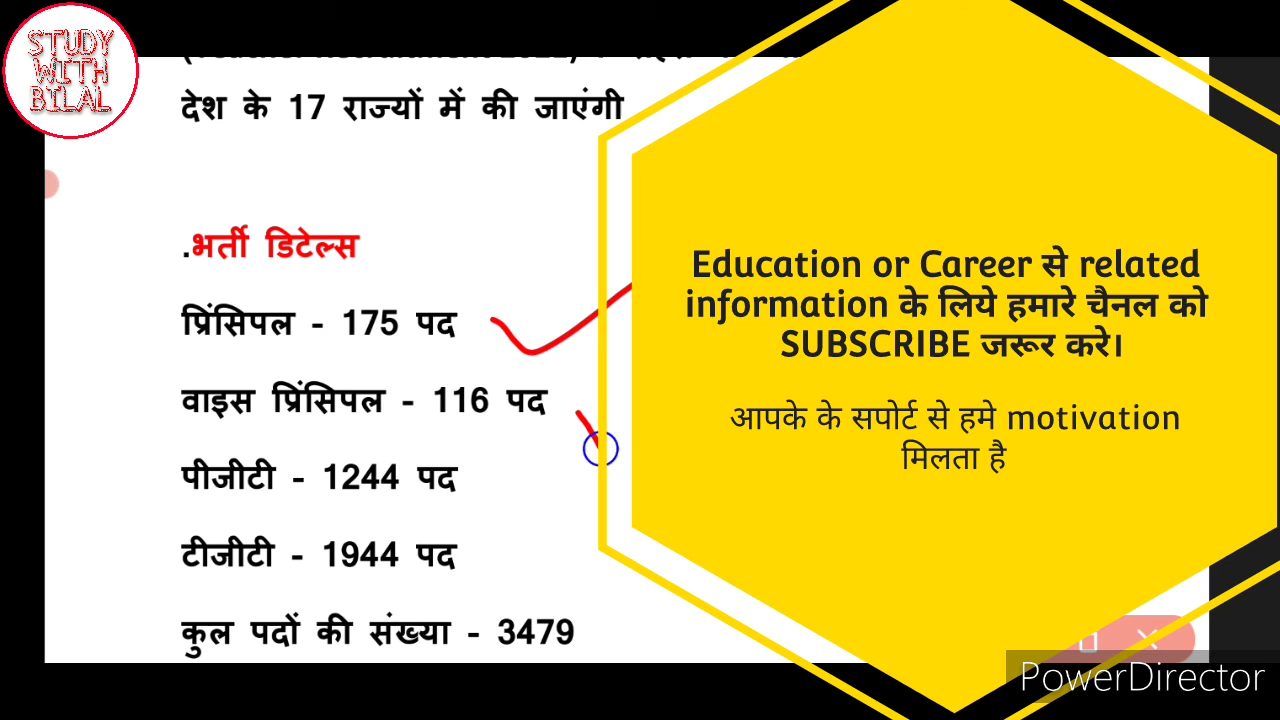 STUDY
WITH
BILAL
देश के 17 राज्यों में की जाएंगी
.भर्ती डिटेल्स
प्रिंसिपल - 175 पद
वाइस प्रिंसिपल - 116 पद
पीजीटी - 1244 पद
टीजीटी - 1944 पद
कुल पदों की संख्या - 3479
Education or Career से related
information के लिये हमारे चैनल को
SUBSCRIBE जरूर करे।
आपके के सपोर्ट से हमे motivation
मिलता है
PowerDirector